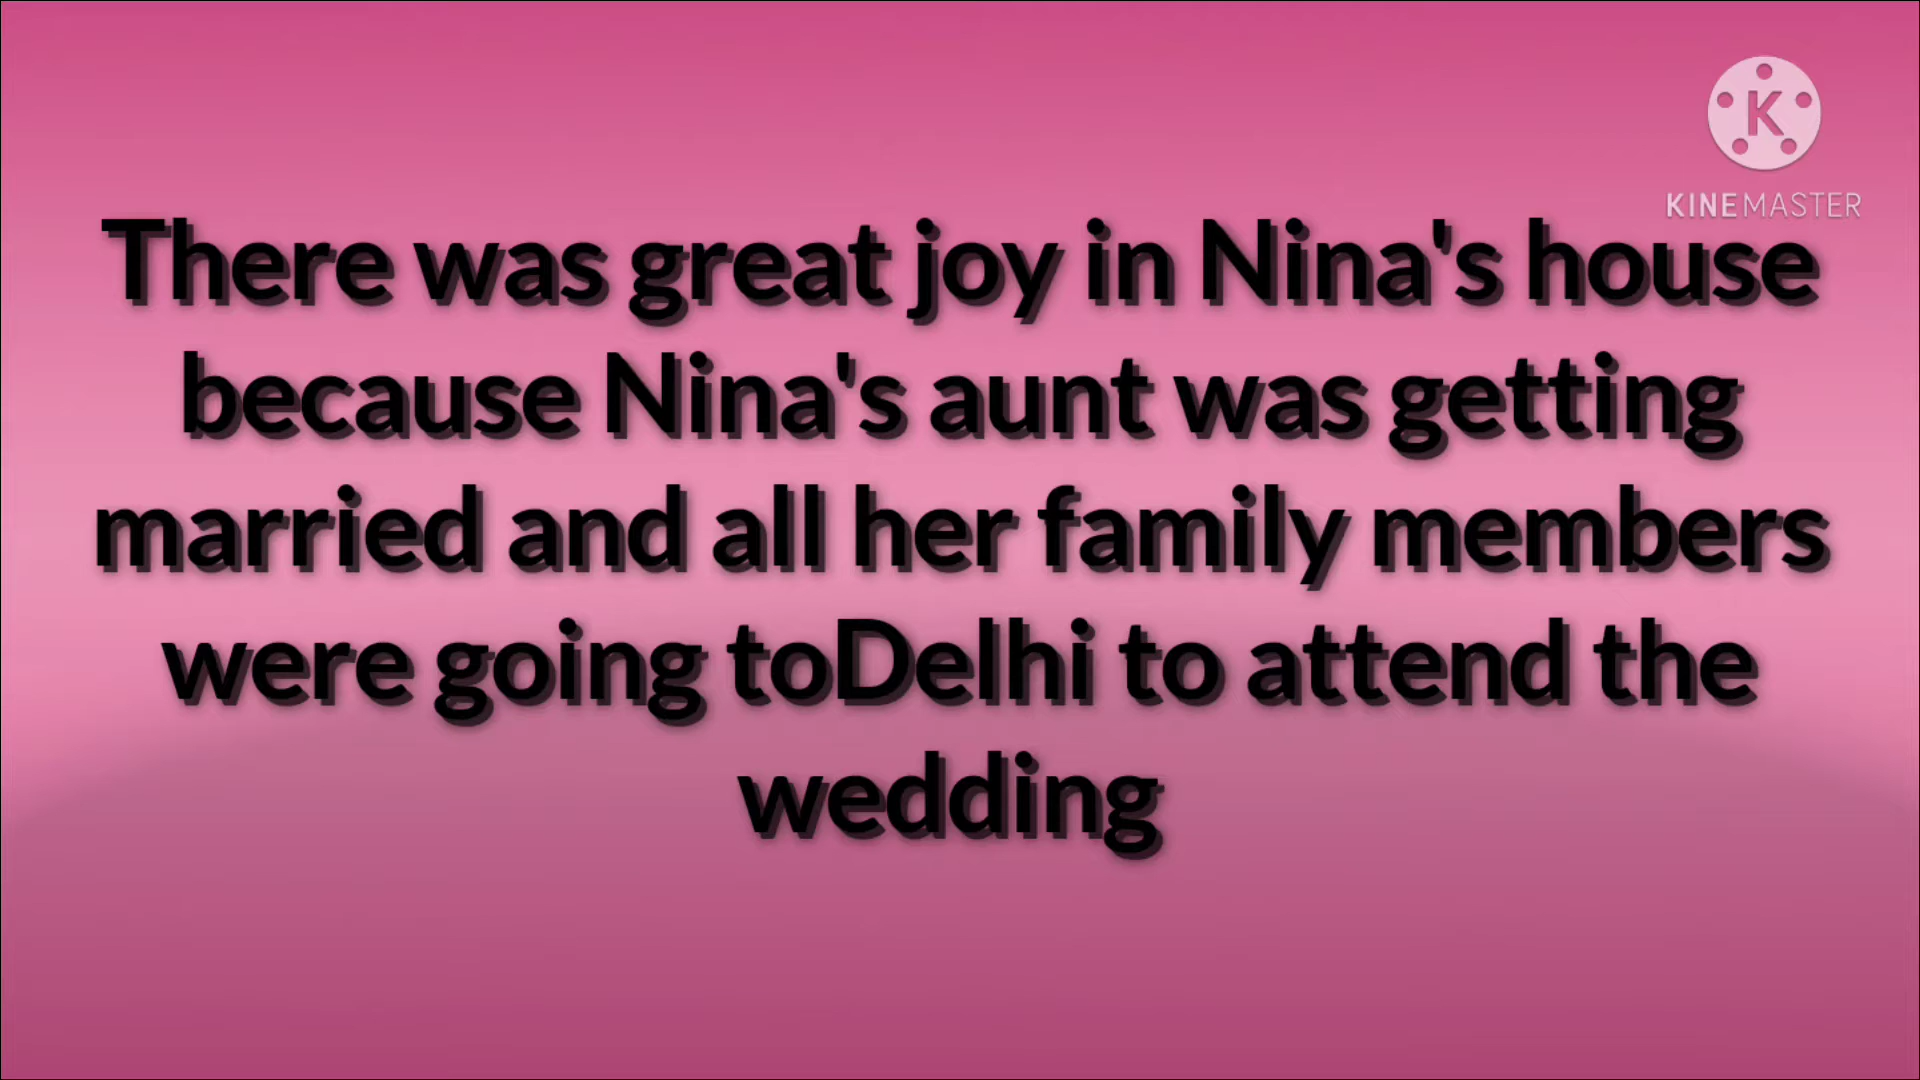 KINEMASTER
There was great joy in Nina's house
because Nina's aunt was getting
married and all her family members
were going toDelhi to attend the
wedding